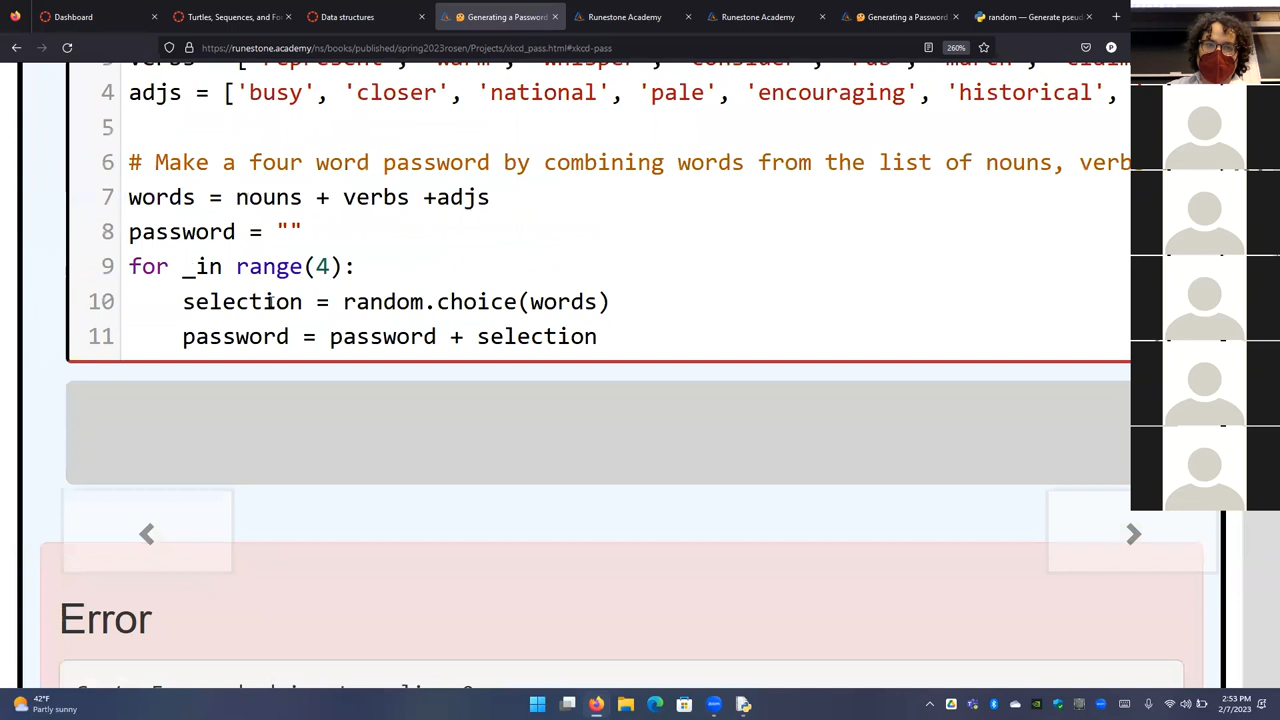 Dashboard
Turtles, Sequences, and For
Data structures
Generating a Password
Runestone Academy
Runestone Academy
Generating a Password
random — Generate pseud
https://runestone.academy/ns/books/published/spring2023rosen/Projects/xkcd_pass.html#xkcd-pass
260%
4 adjs = ['busy', 'closer', 'national', 'pale', 'encouraging', 'historical',
5
6 # Make a four word password by combining words from the list of nouns, verb
7 words = nouns + verbs +adjs
8 password = ""
9 for _in range(4):
10 selection = random.choice(words)
11 password = password + selection
Error
42°F
Partly sunny
2:53 PM
2/7/2023